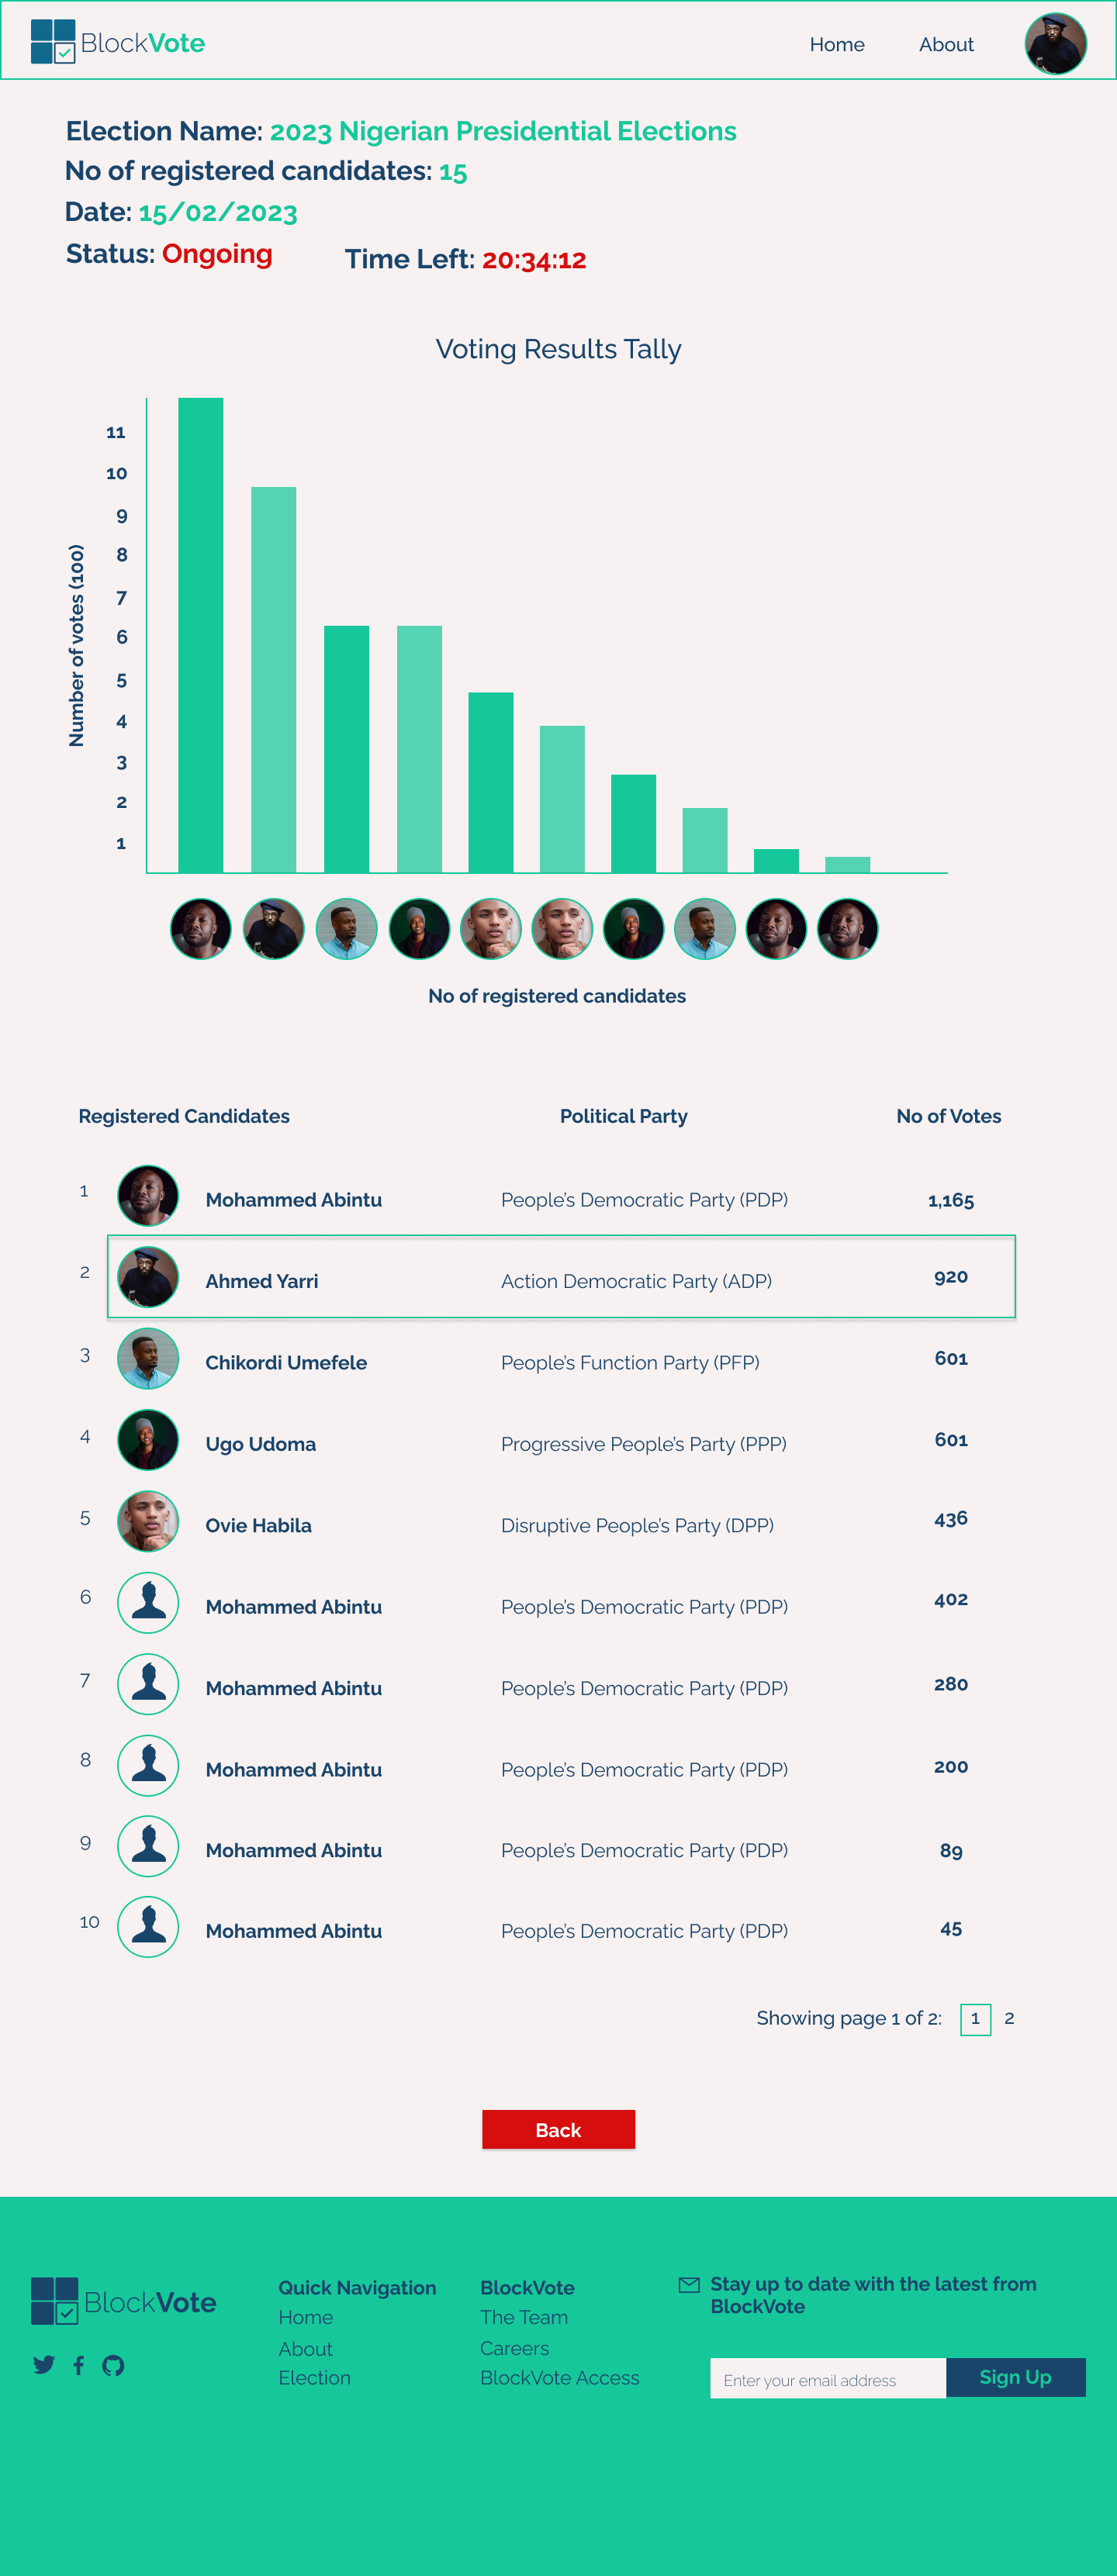 BlockVote
Home
About
Election Name: 2023 Nigerian Presidential Elections
No of registered candidates: 15
Date: 15/02/2023
Status: Ongoing
Time Left: 20:34:12
Voting Results Tally
Number of votes (100)
11
10
9
8
7
6
5
4
3
2
1
No of registered candidates
Registered Candidates Political Party No of Votes
1 Mohammed Abintu People’s Democratic Party (PDP) 1,165
2 Ahmed Yarri Action Democratic Party (ADP) 920
3 Chikordi Umefele People’s Function Party (PFP) 601
4 Ugo Udoma Progressive People’s Party (PPP) 601
5 Ovie Habila Disruptive People’s Party (DPP) 436
6 Mohammed Abintu People’s Democratic Party (PDP) 402
7 Mohammed Abintu People’s Democratic Party (PDP) 280
8 Mohammed Abintu People’s Democratic Party (PDP) 200
9 Mohammed Abintu People’s Democratic Party (PDP) 89
10 Mohammed Abintu People’s Democratic Party (PDP) 45
Showing page 1 of 2: 1 2
Back
BlockVote
Quick Navigation
Home
About
Election
BlockVote
The Team
Careers
BlockVote Access
Stay up to date with the latest from
BlockVote
Enter your email address
Sign Up